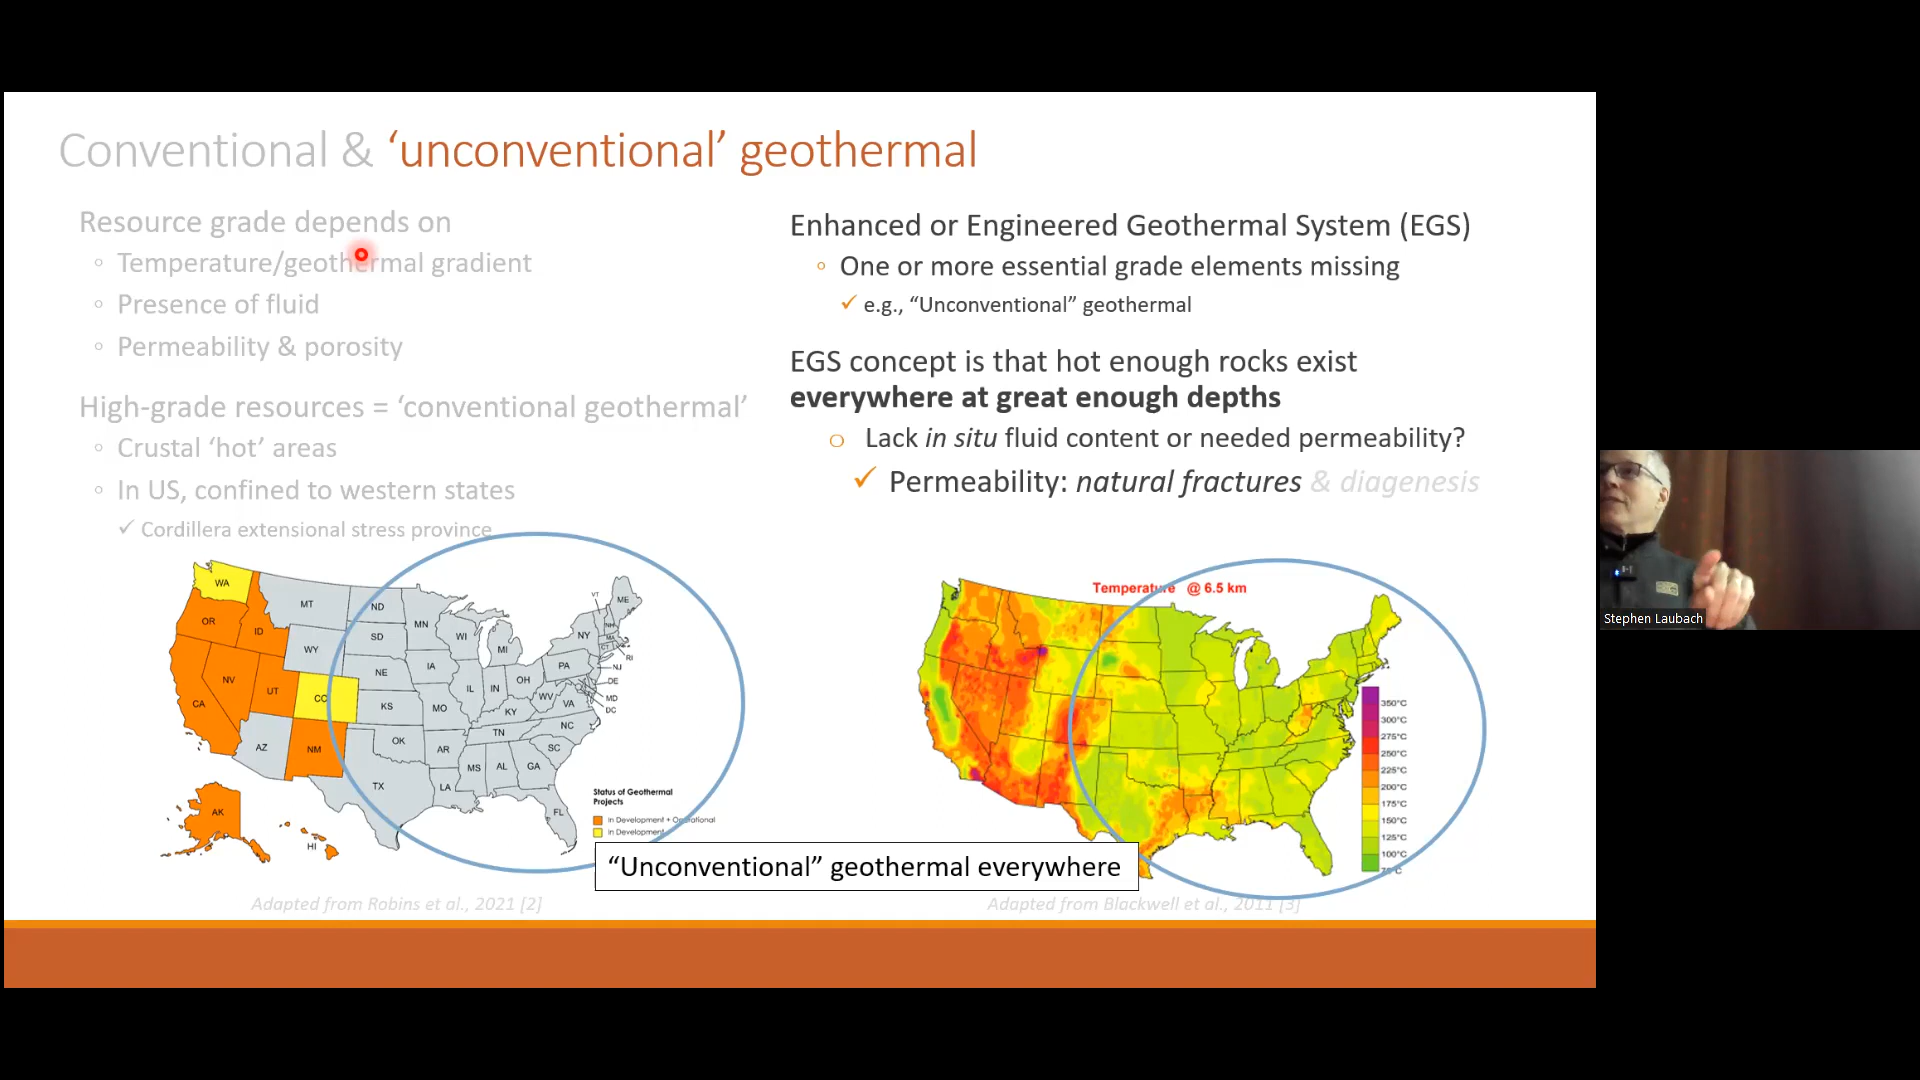 Conventional & ‘unconventional’ geothermal
Resource grade depends on
Temperature/geothermal gradient
Presence of fluid
Permeability & porosity
High-grade resources = ‘conventional geothermal’
Crustal ‘hot’ areas
In US, confined to western states
Cordillera extensional stress province
Enhanced or Engineered Geothermal System (EGS)
One or more essential grade elements missing
e.g., “Unconventional” geothermal
EGS concept is that hot enough rocks exist
everywhere at great enough depths
Lack in situ fluid content or needed permeability?
Permeability: natural fractures & diagenesis
WA
OR
ID
MT
ND
MN
WI
MI
VT
ME
NH
NY
MA
CT
RI
SD
WY
NV
UT
CA
NE
IA
IL
IN
OH
PA
NJ
DE
MD
DC
WV
VA
KS
MO
KY
NC
AZ
NM
OK
AR
TN
SC
MS
AL
GA
TX
LA
FL
AK
HI
Status of Geothermal
Projects
In Development + Operational
In Development
Adapted from Robins et al., 2021 [2]
Temperature @ 6.5 km
350°C
300°C
275°C
250°C
225°C
200°C
175°C
150°C
125°C
100°C
“Unconventional” geothermal everywhere
Adapted from Blackwell et al., 2011 [3]
Stephen Laubach